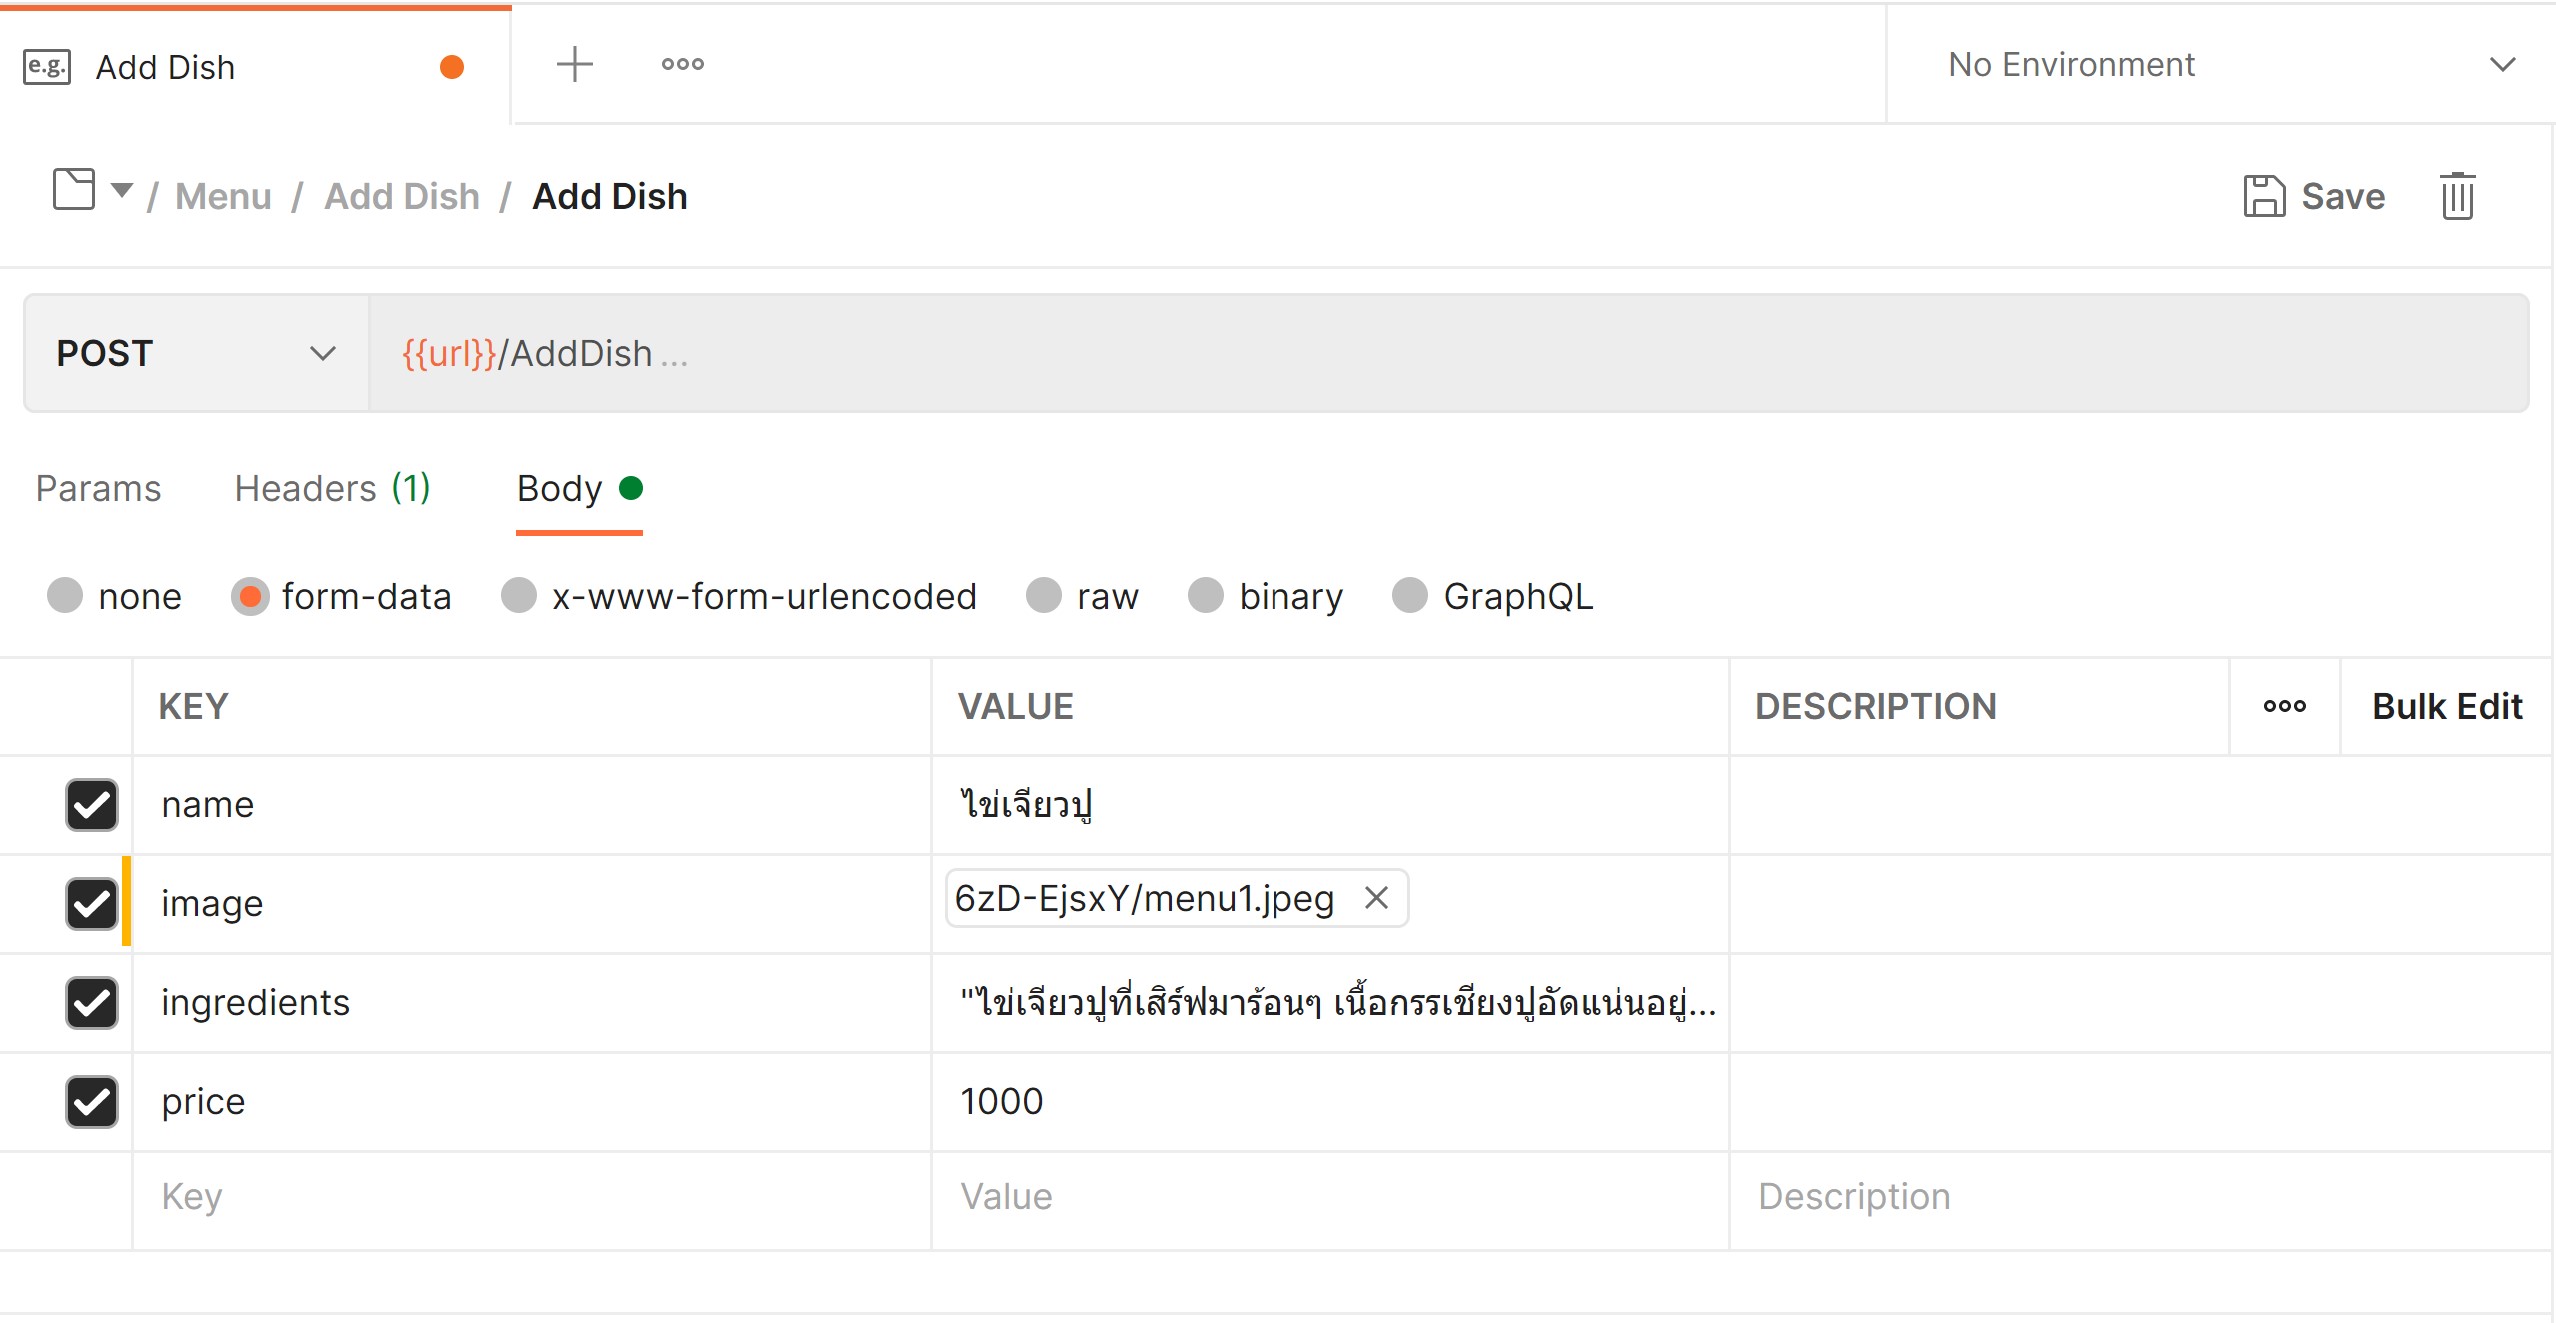 e.g. Add Dish No Environment
/ Menu / Add Dish / Add Dish Save
POST {{url}}/AddDish ...
Params Headers (1) Body
none form-data x-www-form-urlencoded raw binary GraphQL
KEY VALUE DESCRIPTION Bulk Edit
name ไข่เจียวปู
image 6zD-EjsxY/menu1.jpeg
ingredients "ไข่เจียวปูที่เสิร์ฟมาร้อนๆ เนื้อกรรเชียงปูอัดแน่นอยู่...
price 1000
Key Value Description